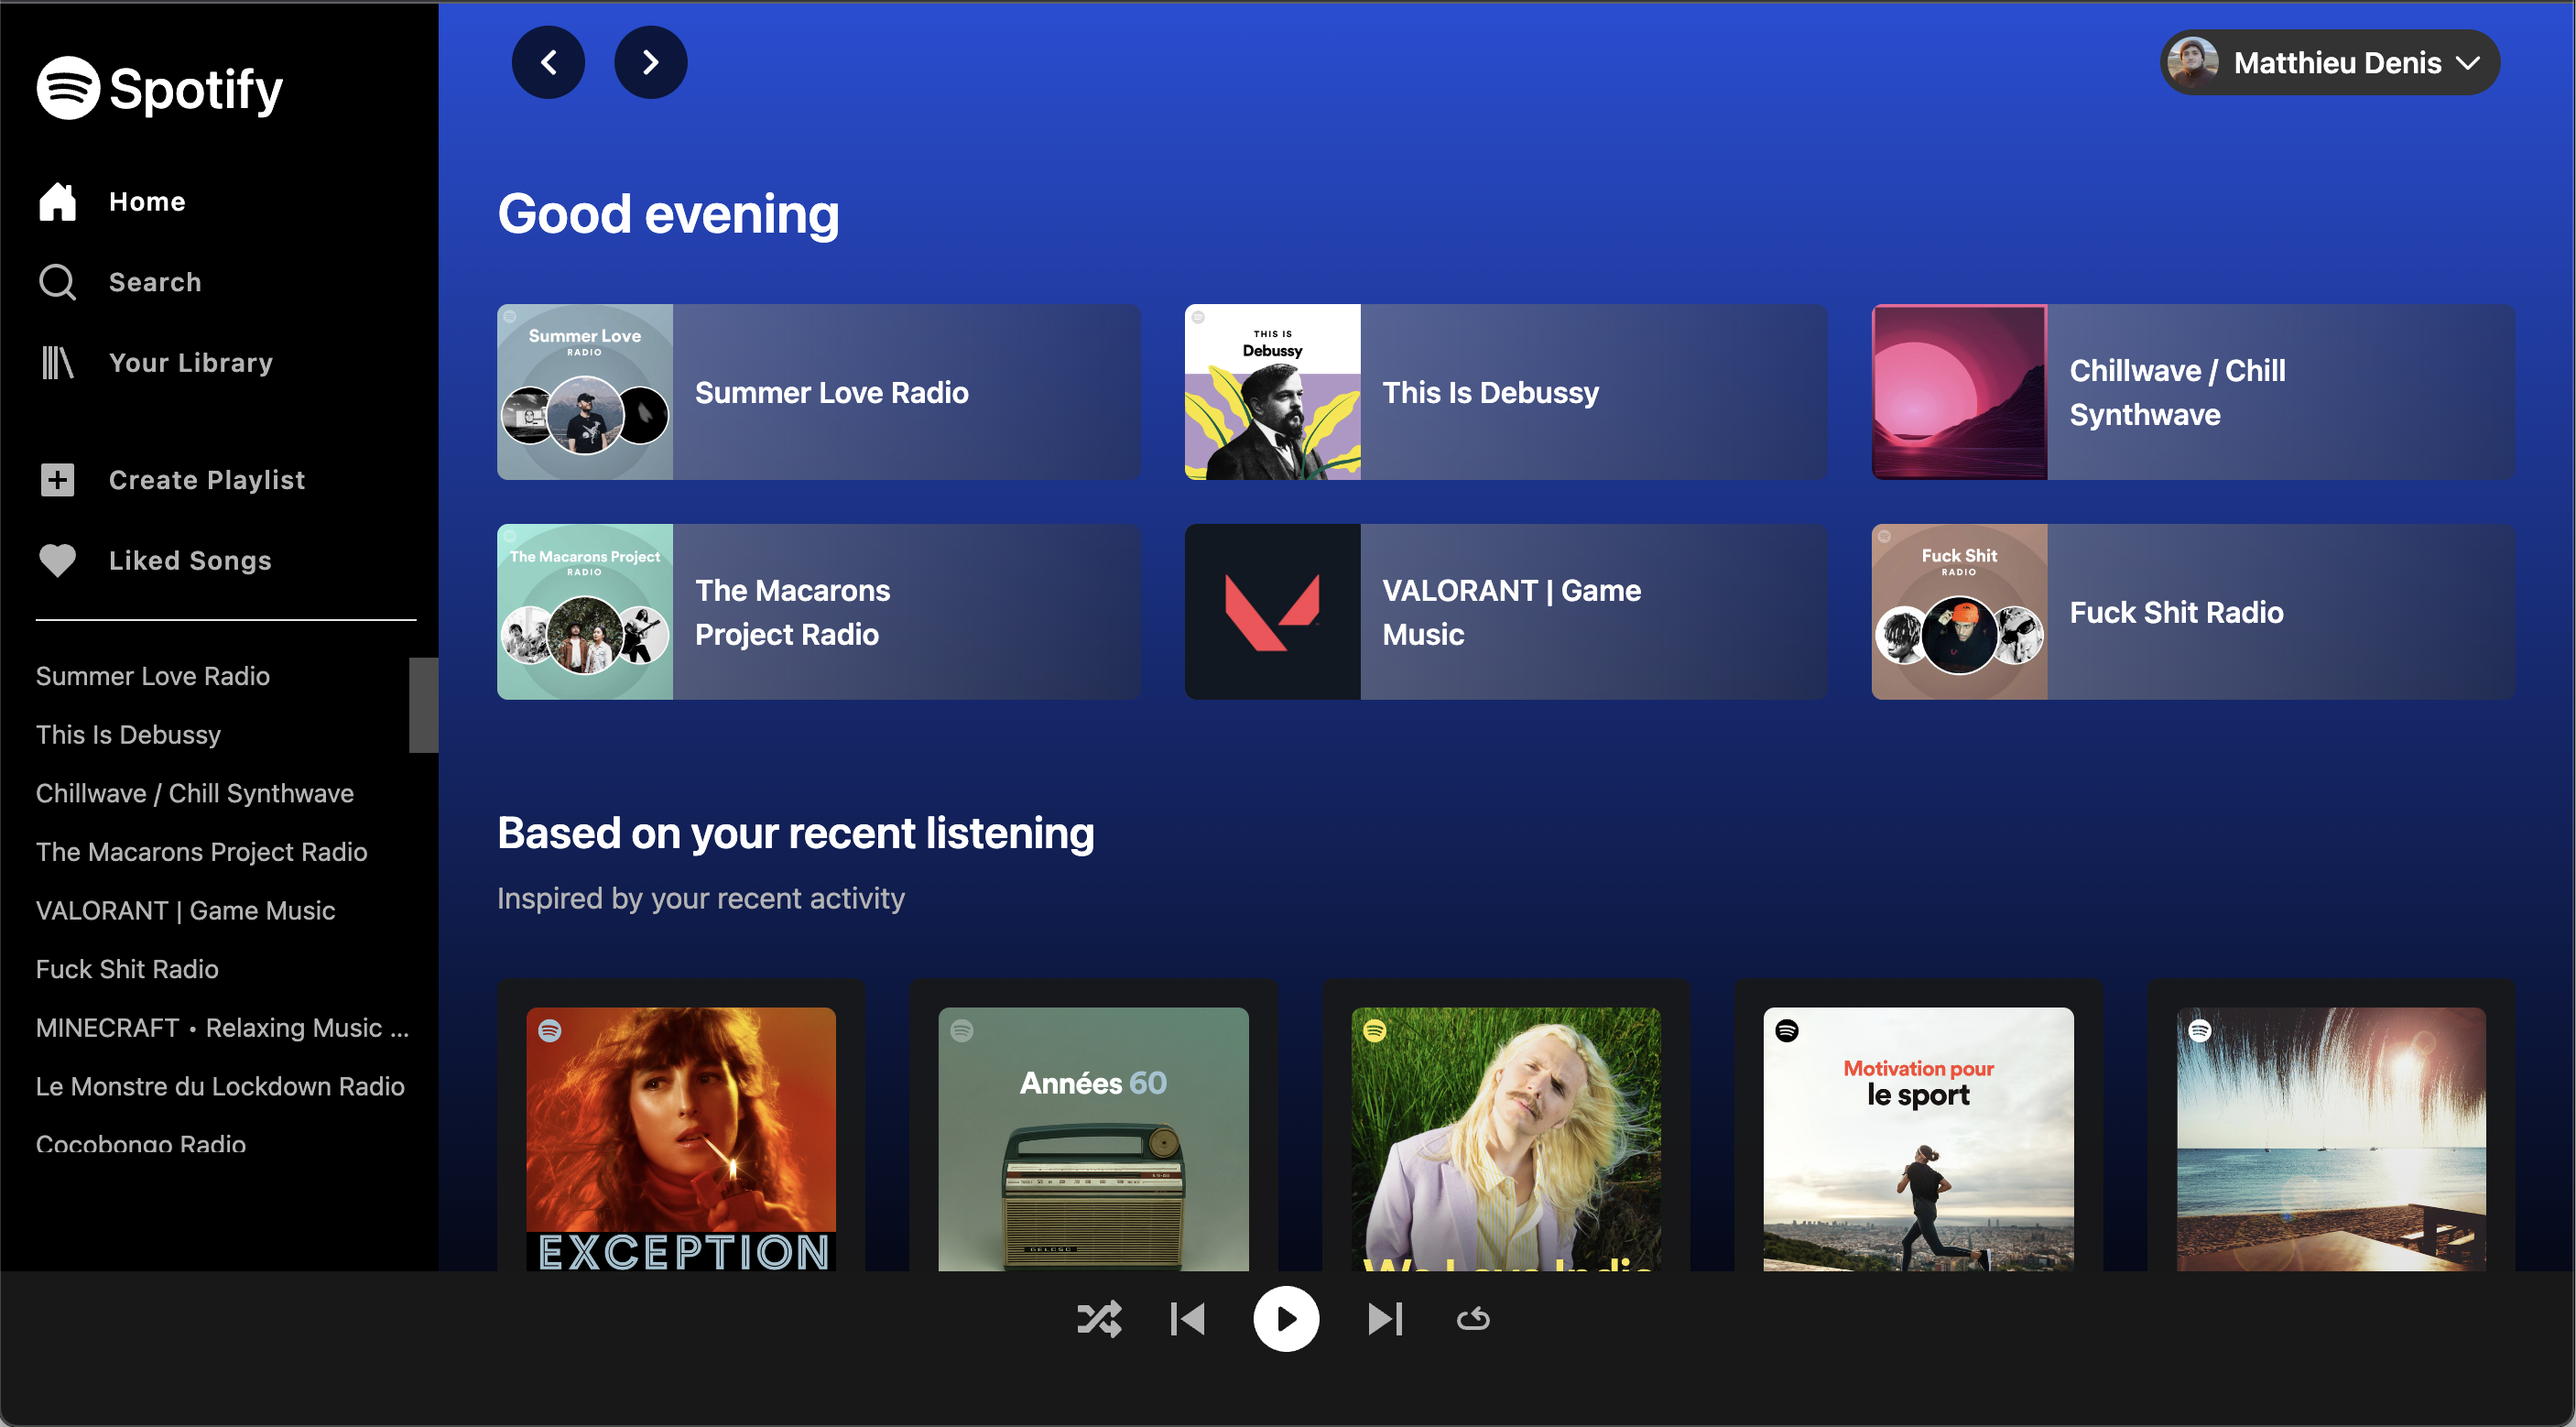 Spotify
Home
Search
Your Library
Create Playlist
Liked Songs
Summer Love Radio
This Is Debussy
Chillwave / Chill Synthwave
The Macarons Project Radio
VALORANT | Game Music
Fuck Shit Radio
MINECRAFT • Relaxing Music ...
Le Monstre du Lockdown Radio
Cocobongo Radio
Matthieu Denis
Good evening
Summer Love
RADIO
Summer Love Radio
THIS IS
Debussy
This Is Debussy
Chillwave / Chill
Synthwave
The Macarons Project
RADIO
The Macarons
Project Radio
VALORANT | Game
Music
Fuck Shit
RADIO
Fuck Shit Radio
Based on your recent listening
Inspired by your recent activity
EXCEPTION
Années 60
GELOSO
We Love Indie
Motivation pour
le sport